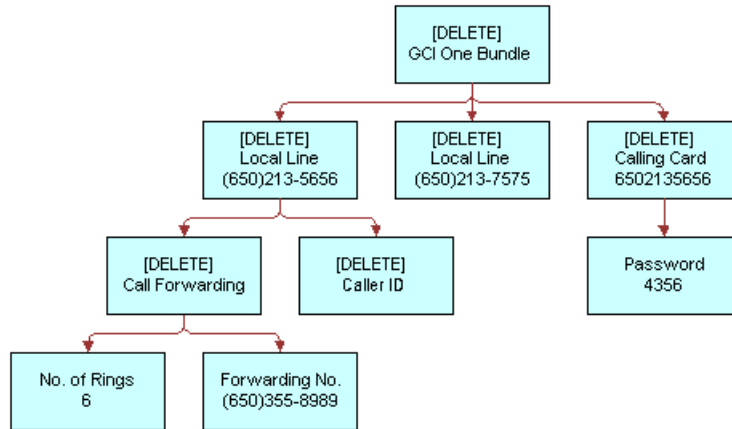 [DELETE]
GCI One Bundle
[DELETE]
Local Line
(650)213-5656
[DELETE]
Local Line
(650)213-7575
[DELETE]
Calling Card
6502135656
[DELETE]
Call Forwarding
[DELETE]
Caller ID
Password
4356
No. of Rings
6
Forwarding No.
(650)355-8989